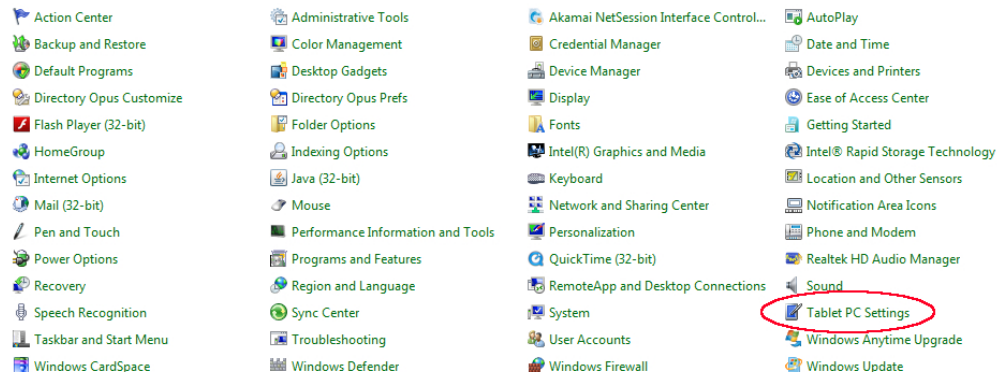 Action Center
Administrative Tools
Akamai NetSession Interface Control...
AutoPlay
Backup and Restore
Color Management
Credential Manager
Date and Time
Default Programs
Desktop Gadgets
Device Manager
Devices and Printers
Directory Opus Customize
Directory Opus Prefs
Display
Ease of Access Center
Flash Player (32-bit)
Folder Options
Fonts
Getting Started
HomeGroup
Indexing Options
Intel(R) Graphics and Media
Intel® Rapid Storage Technology
Internet Options
Java (32-bit)
Keyboard
Location and Other Sensors
Mail (32-bit)
Mouse
Network and Sharing Center
Notification Area Icons
Pen and Touch
Performance Information and Tools
Personalization
Phone and Modem
Power Options
Programs and Features
QuickTime (32-bit)
Realtek HD Audio Manager
Recovery
Region and Language
RemoteApp and Desktop Connections
Sound
Speech Recognition
Sync Center
System
Tablet PC Settings
Taskbar and Start Menu
Troubleshooting
User Accounts
Windows Anytime Upgrade
Windows CardSpace
Windows Defender
Windows Firewall
Windows Update